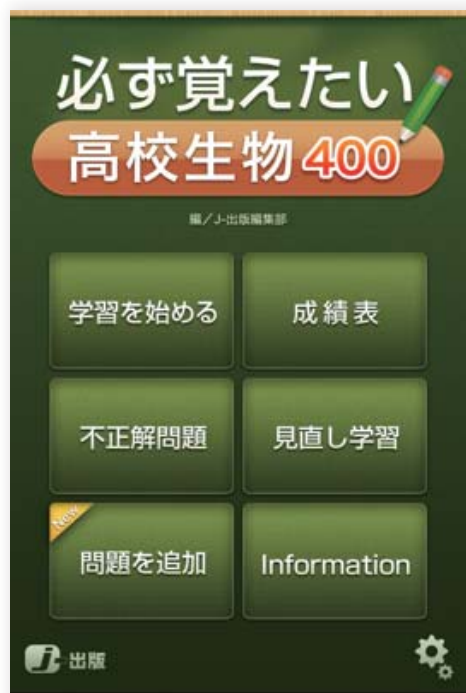 必ず覚えたい
高校生物400
編/J-出版編集部
学習を始める
成績表
不正解問題
見直し学習
New
問題を追加
Information
出版